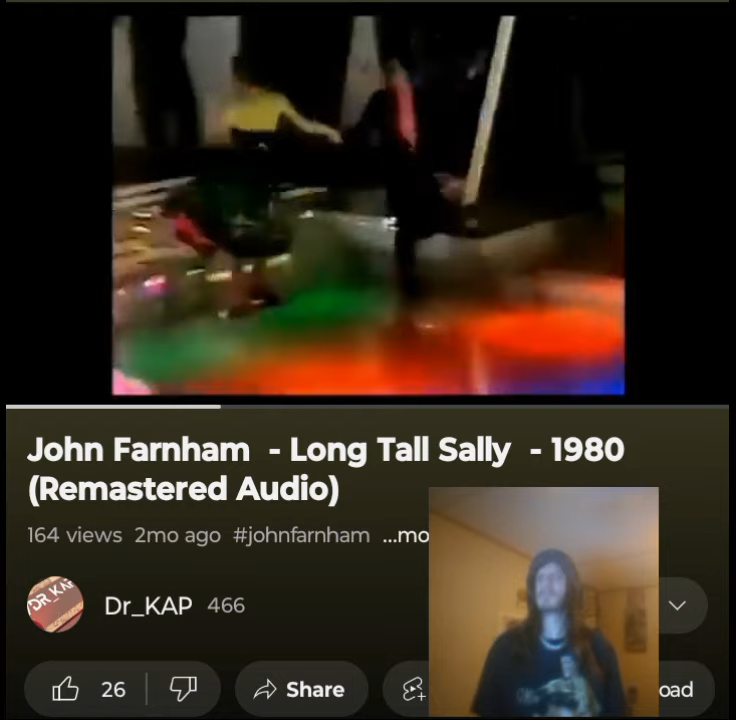 John Farnham - Long Tall Sally - 1980
(Remastered Audio)
164 views 2mo ago #johnfarnham ...mo
DR_KAP
Dr_KAP 466
26 Share oad